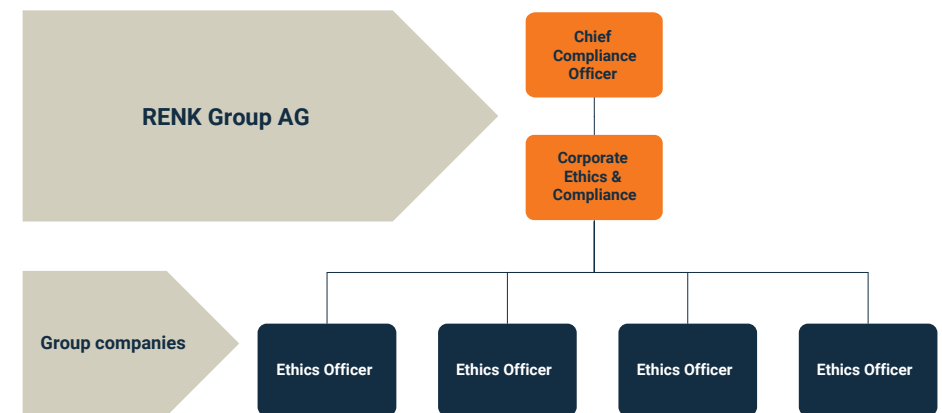 Chief
Compliance
Officer
RENK Group AG
Corporate
Ethics &
Compliance
Group companies
Ethics Officer
Ethics Officer
Ethics Officer
Ethics Officer